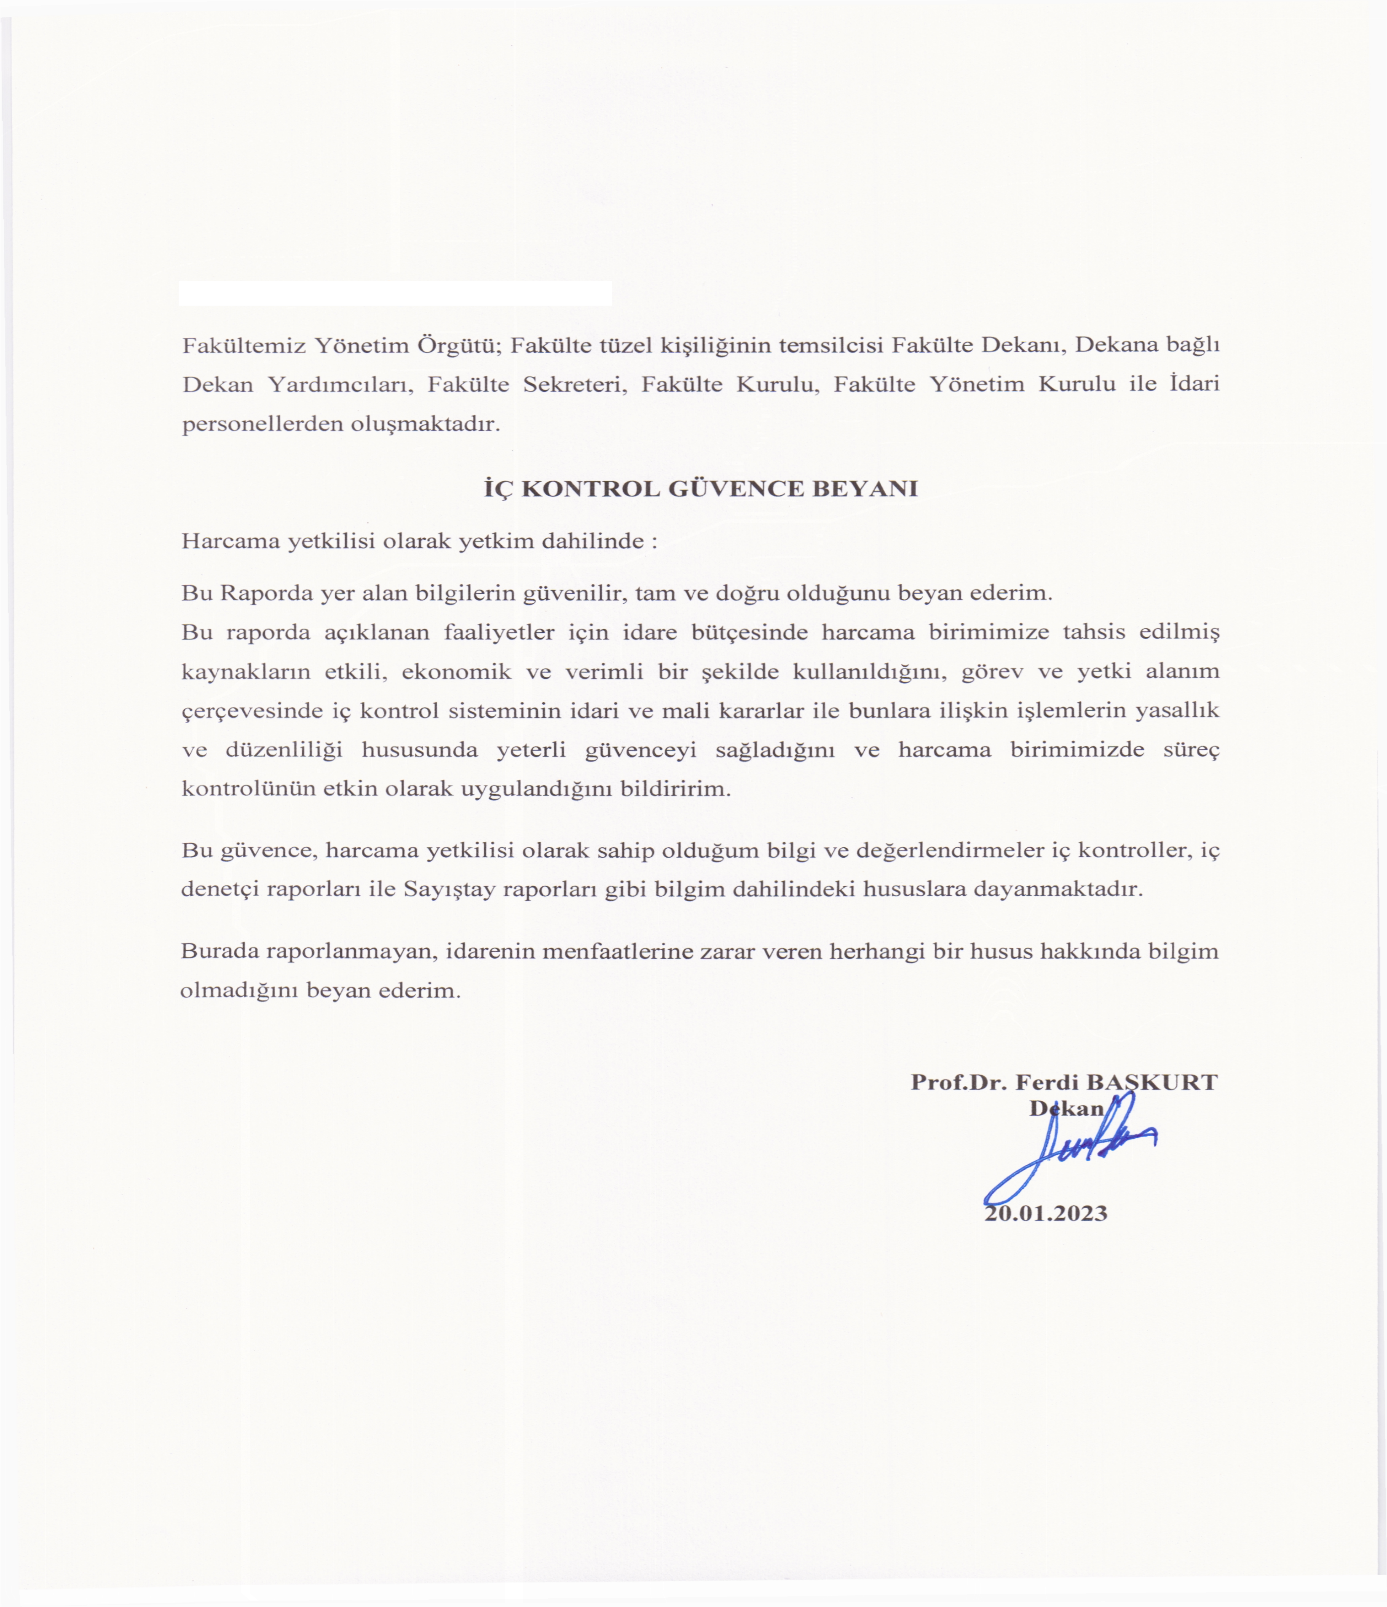 Fakültemiz Yönetim Örgütü; Fakülte tüzel kişiliğinin temsilcisi Fakülte Dekanı, Dekana bağlı
Dekan Yardımcıları, Fakülte Sekreteri, Fakülte Kurulu, Fakülte Yönetim Kurulu ile İdari
personellerden oluşmaktadır.
İÇ KONTROL GÜVENCE BEYANI
Harcama yetkilisi olarak yetkim dahilinde :
Bu Raporda yer alan bilgilerin güvenilir, tam ve doğru olduğunu beyan ederim.
Bu raporda açıklanan faaliyetler için idare bütçesinde harcama birimimize tahsis edilmiş
kaynakların etkili, ekonomik ve verimli bir şekilde kullanıldığını, görev ve yetki alanım
çerçevesinde iç kontrol sisteminin idari ve mali kararlar ile bunlara ilişkin işlemlerin yasallık
ve düzenliliği hususunda yeterli güvenceyi sağladığını ve harcama birimimizde süreç
kontrolünün etkin olarak uygulandığını bildiririm.
Bu güvence, harcama yetkilisi olarak sahip olduğum bilgi ve değerlendirmeler iç kontroller, iç
denetçi raporları ile Sayıştay raporları gibi bilgim dahilindeki hususlara dayanmaktadır.
Burada raporlanmayan, idarenin menfaatlerine zarar veren herhangi bir husus hakkında bilgim
olmadığını beyan ederim.
Prof.Dr. Ferdi BAŞKURT
Dekan
20.01.2023